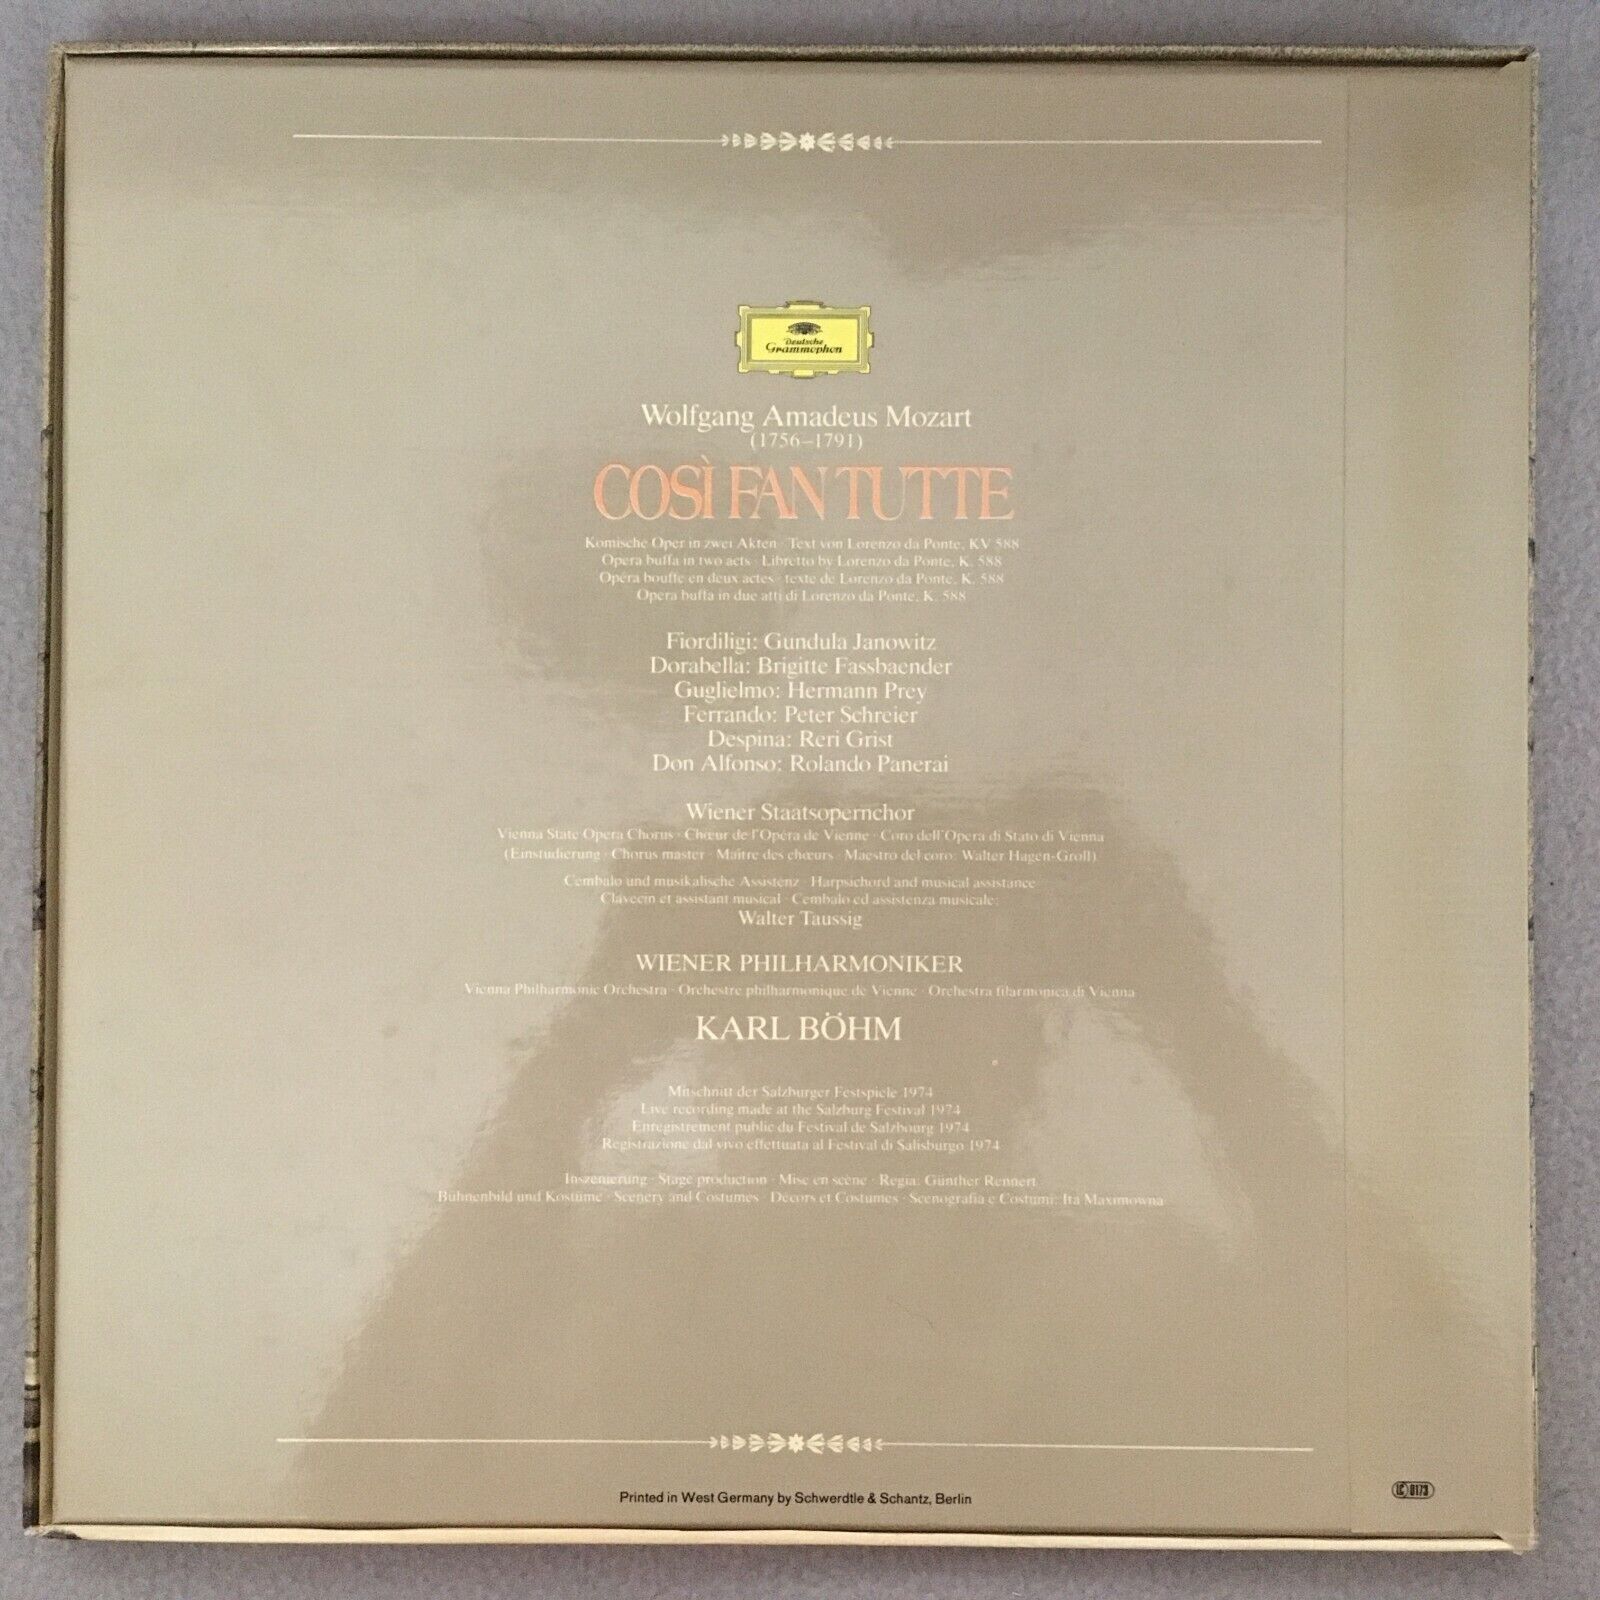 Deutsche
Grammophon
Wolfgang Amadeus Mozart
(1756–1791)
COSÌ FAN TUTTE
Komische Oper in zwei Akten · Text von Lorenzo da Ponte, KV 588
Opera buffa in two acts · Libretto by Lorenzo da Ponte, K. 588
Opéra bouffe en deux actes · texte de Lorenzo da Ponte, K. 588
Opera buffa in due atti di Lorenzo da Ponte, K. 588
Fiordiligi: Gundula Janowitz
Dorabella: Brigitte Fassbaender
Guglielmo: Hermann Prey
Ferrando: Peter Schreier
Despina: Reri Grist
Don Alfonso: Rolando Panerai
Wiener Staatsopernchor
Vienna State Opera Chorus · Chœur de l'Opéra de Vienne · Coro dell'Opera di Stato di Vienna
(Einstudierung · Chorus master · Maître des chœurs · Maestro del coro: Walter Hagen-Groll)
Cembalo und musikalische Assistenz · Harpsichord and musical assistance
Clavecin et assistant musical · Cembalo ed assistenza musicale:
Walter Taussig
WIENER PHILHARMONIKER
Vienna Philharmonic Orchestra · Orchestre philharmonique de Vienne · Orchestra filarmonica di Vienna
KARL BÖHM
Mitschnitt der Salzburger Festspiele 1974
Live recording made at the Salzburg Festival 1974
Enregistrement public du Festival de Salzbourg 1974
Registrazione dal vivo effettuata al Festival di Salisburgo 1974
Inszenierung · Stage production · Mise en scène · Regia: Günther Rennert
Bühnenbild und Kostüme · Scenery and Costumes · Décors et Costumes · Scenografia e Costumi: Ita Maximowna
Printed in West Germany by Schwerdtle & Schantz, Berlin
LC 0173